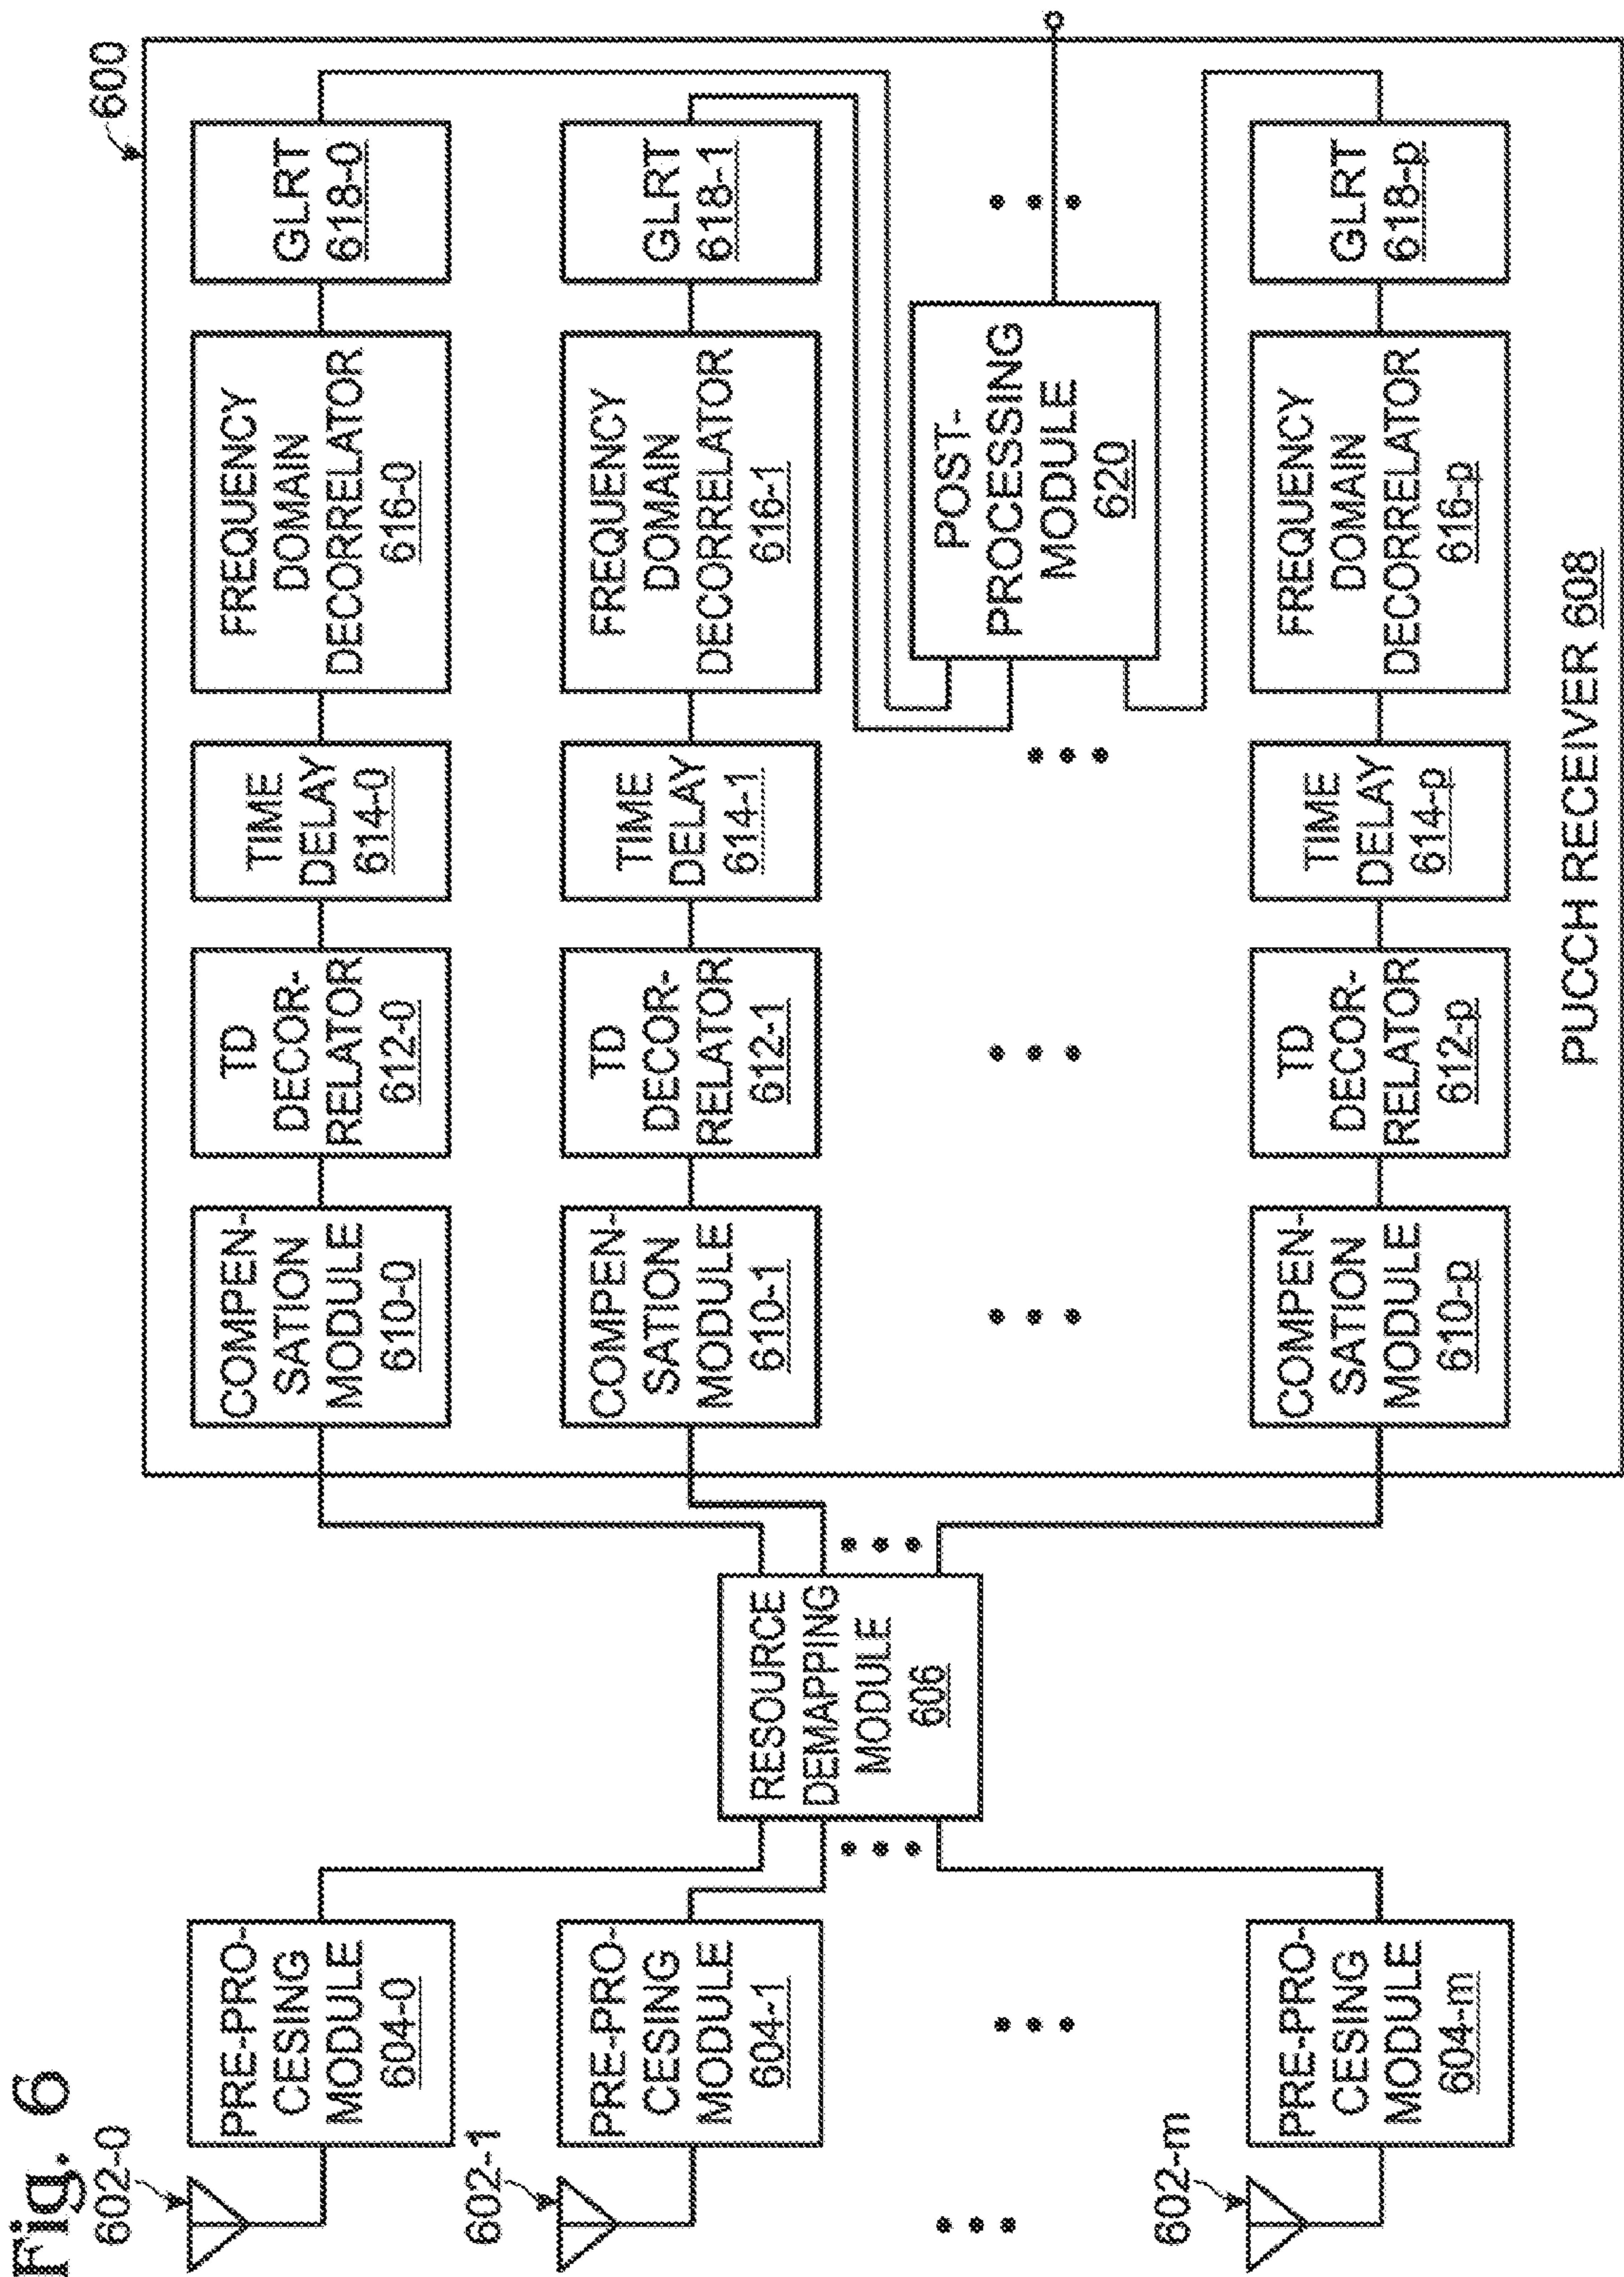 Fig. 6
600
602-0
PRE-PRO-
CESING
MODULE
604-0
602-1
PRE-PRO-
CESING
MODULE
604-1
602-m
PRE-PRO-
CESING
MODULE
604-m
RESOURCE
DEMAPPING
MODULE
606
COMPEN-
SATION
MODULE
610-0
TD
DECOR-
RELATOR
612-0
TIME
DELAY
614-0
FREQUENCY
DOMAIN
DECORRELATOR
616-0
GLRT
618-0
COMPEN-
SATION
MODULE
610-1
TD
DECOR-
RELATOR
612-1
TIME
DELAY
614-1
FREQUENCY
DOMAIN
DECORRELATOR
616-1
GLRT
618-1
POST-
PROCESSING
MODULE
620
COMPEN-
SATION
MODULE
610-p
TD
DECOR-
RELATOR
612-p
TIME
DELAY
614-p
FREQUENCY
DOMAIN
DECORRELATOR
616-p
GLRT
618-p
PUCCH RECEIVER 608